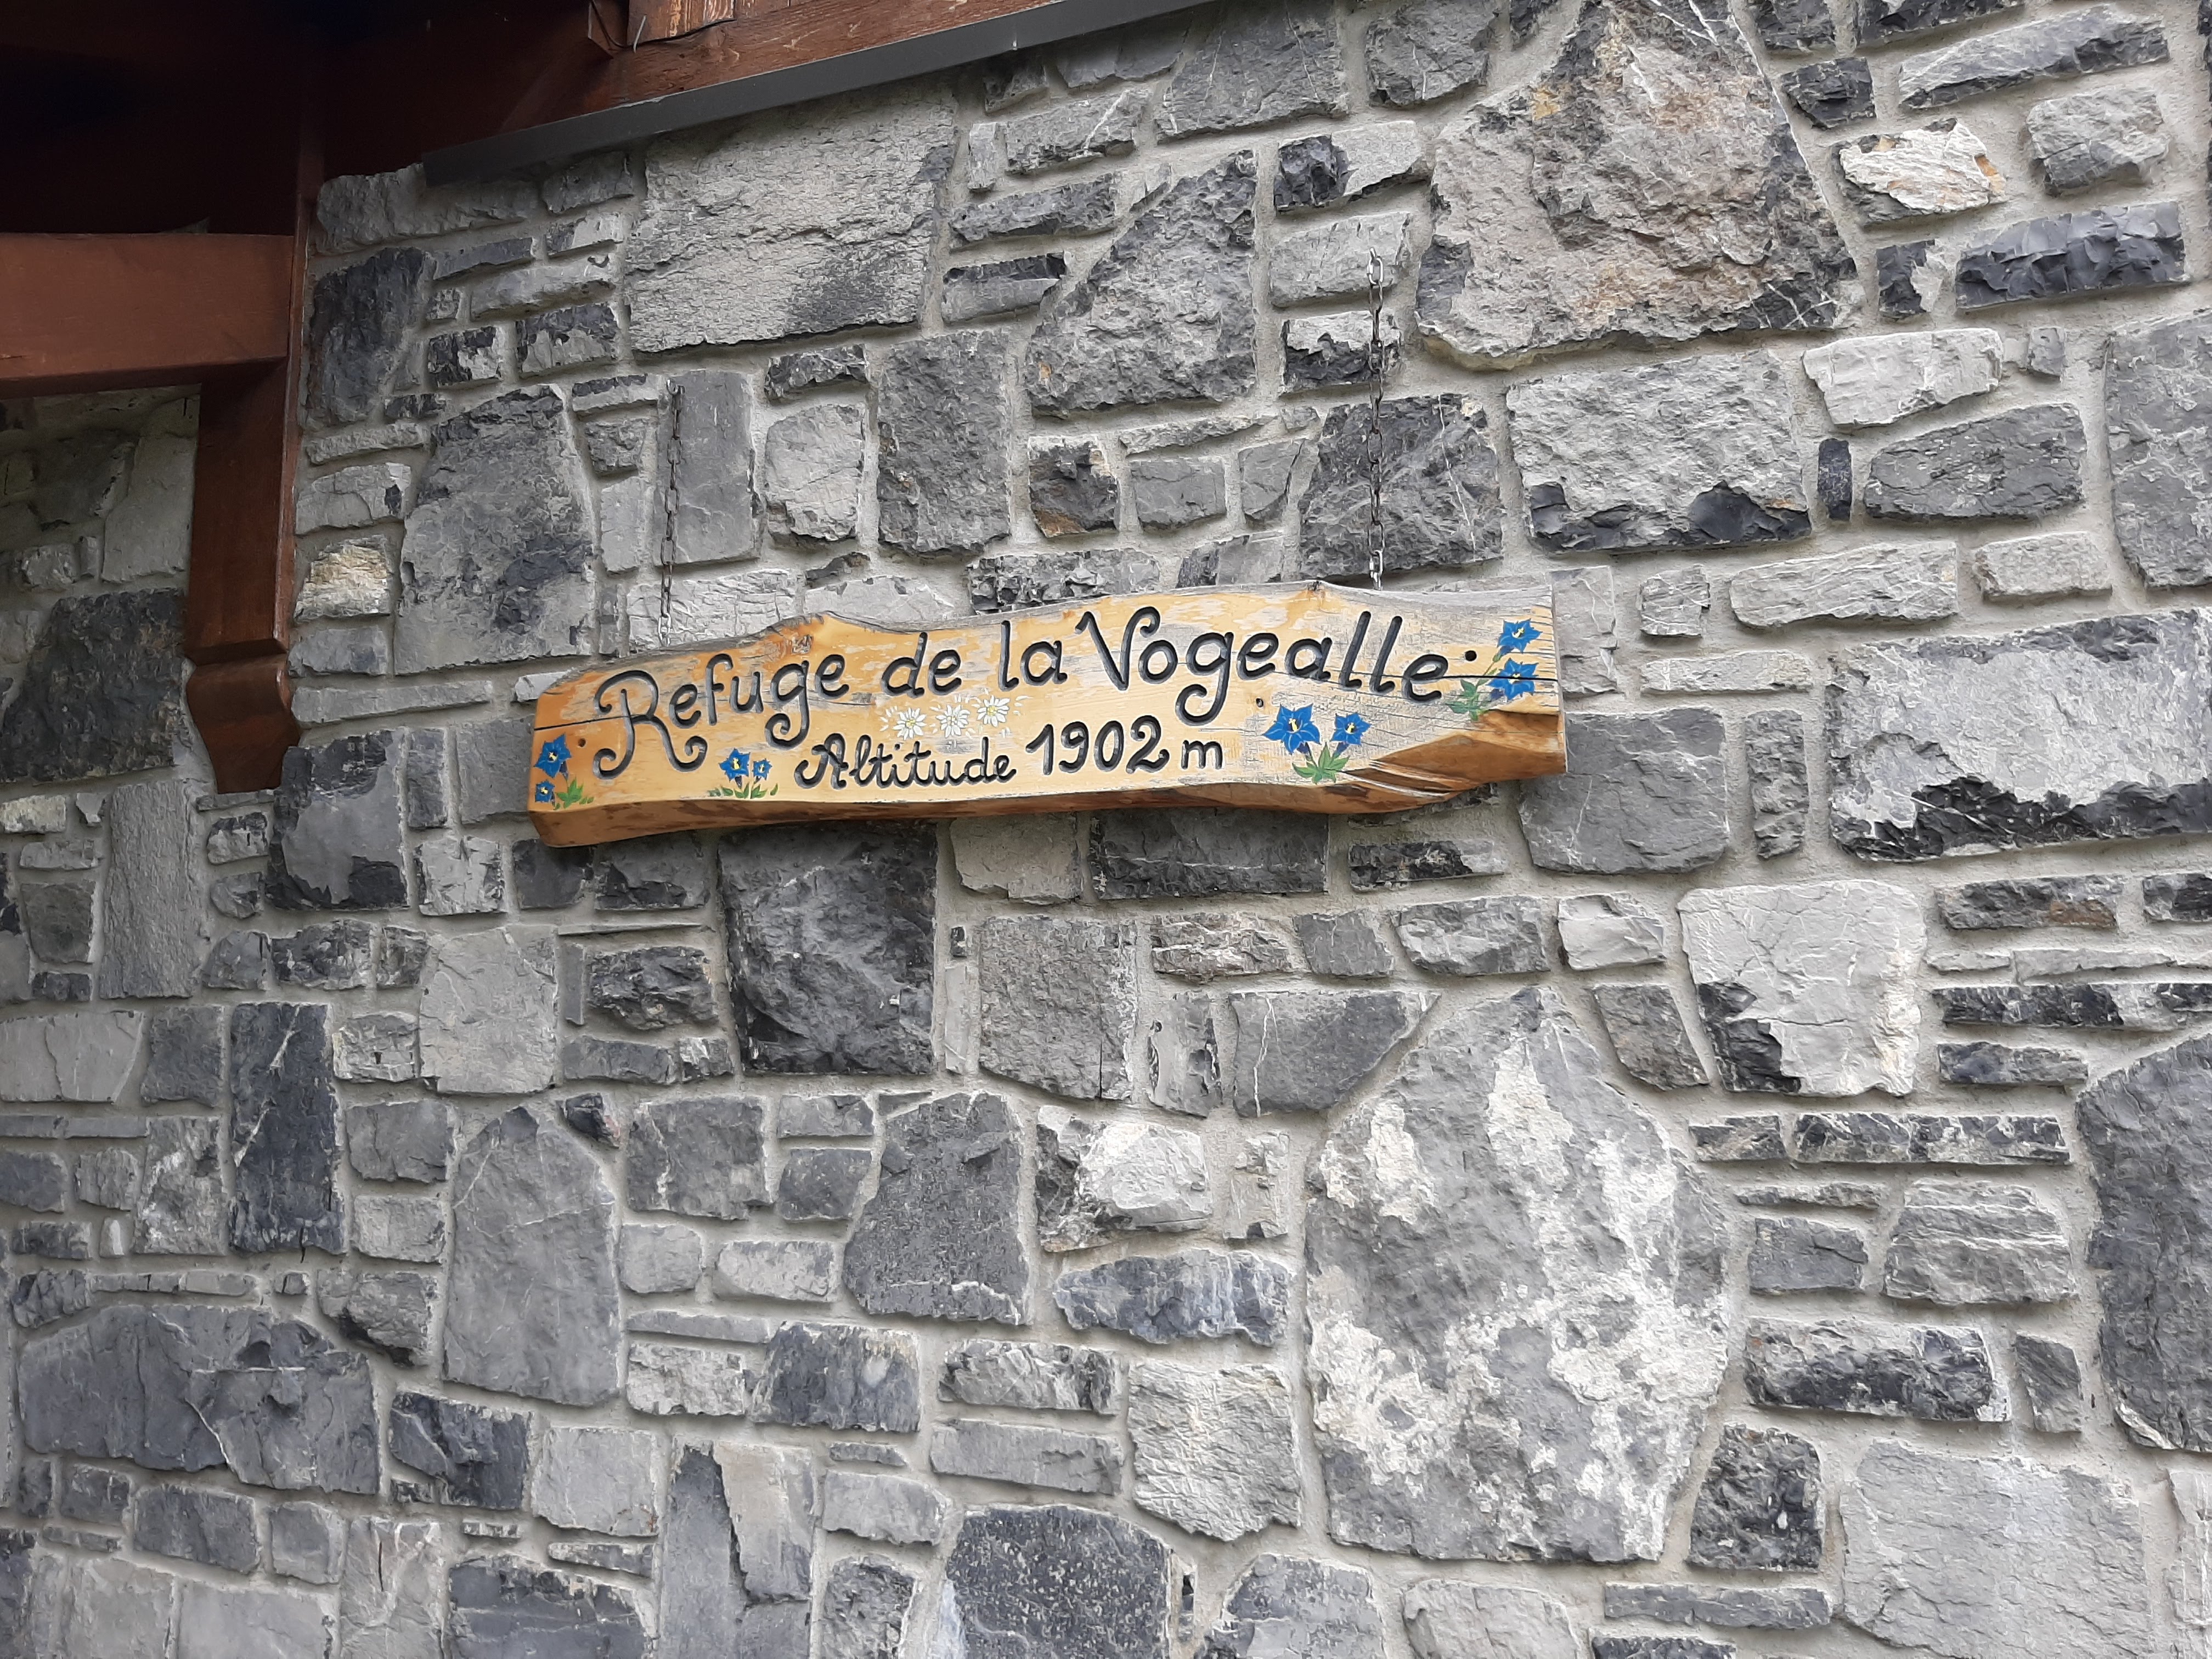 Refuge de la Vogealle
Altitude 1902 m